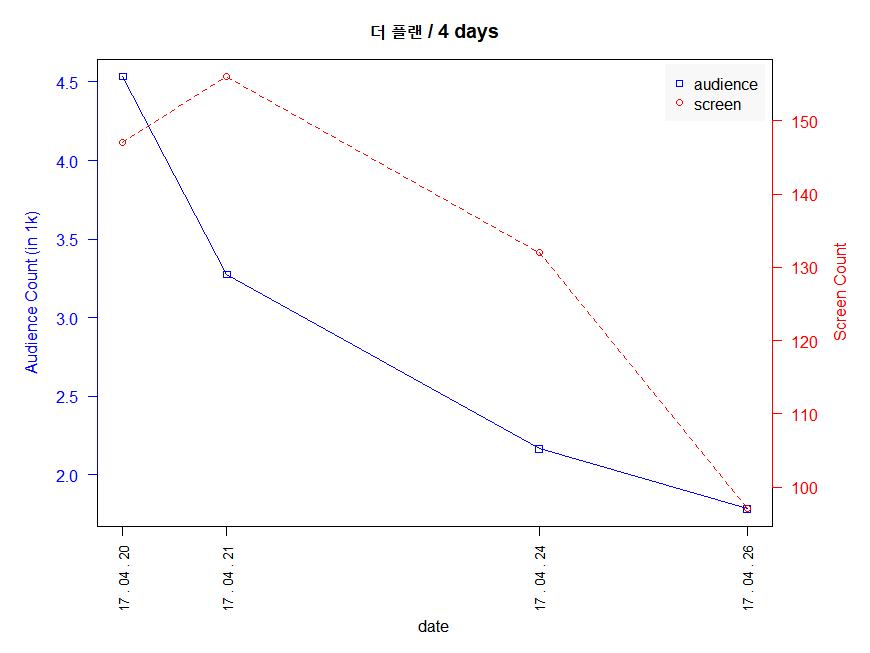 더 플랜 / 4 days
audience
screen
Audience Count (in 1k)
4.5
4.0
3.5
3.0
2.5
2.0
150
140
130
120
110
100
Screen Count
17 . 04 . 20
17 . 04 . 21
17 . 04 . 24
17 . 04 . 26
date